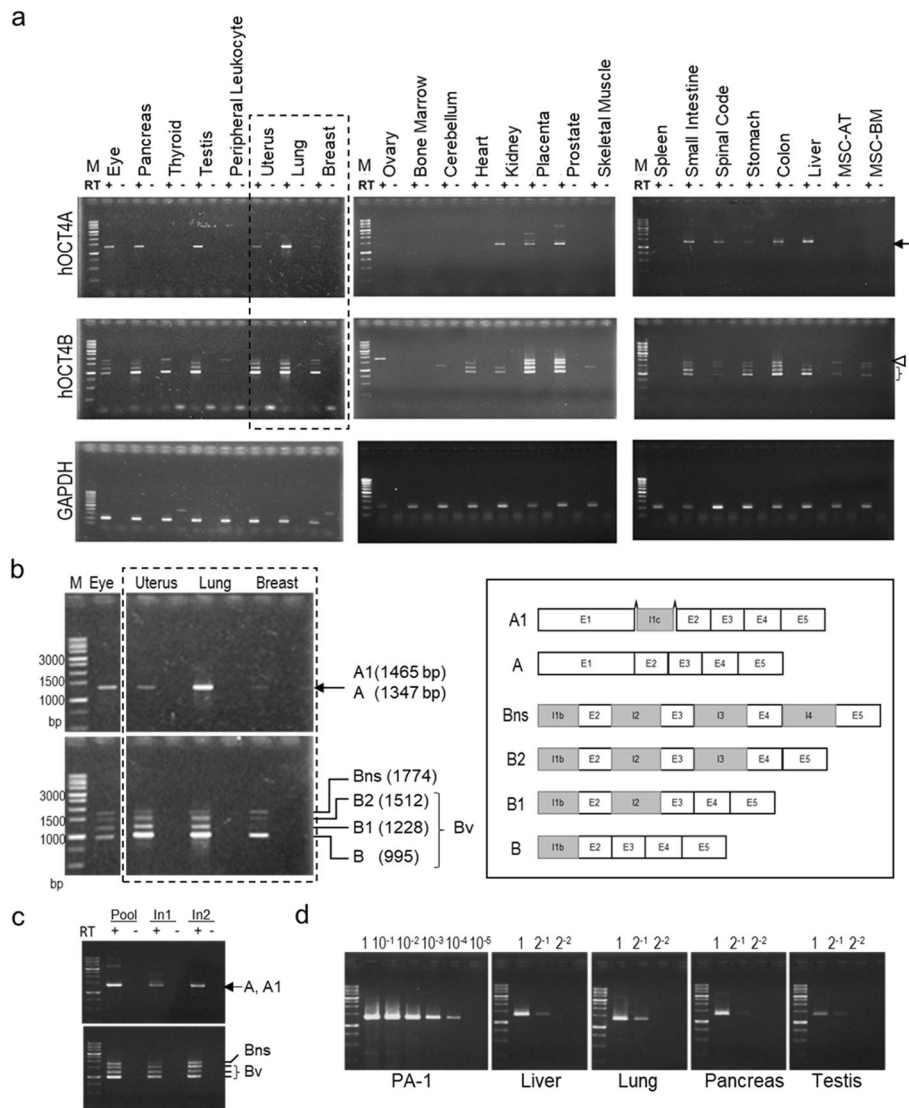 a
M Eye Pancreas Thyroid Testis Peripheral Leukocyte Uterus Lung Breast
RT + - + - + - + - + - + - + - + -
M Ovary Bone Marrow Cerebellum Heart Kidney Placenta Prostate Skeletal Muscle
RT + - + - + - + - + - + - + - + -
M Spleen Small Intestine Spinal Code Stomach Colon Liver MSC-AT MSC-BM
RT + - + - + - + - + - + - + - + -
hOCT4A
hOCT4B
GAPDH
b
M Eye Uterus Lung Breast
3000
1500
1000
bp
A1(1465 bp)
A (1347 bp)
3000
1500
1000
bp
Bns (1774)
B2 (1512)
B1 (1228)
B (995)
Bv
A1 E1 I1c E2 E3 E4 E5
A E1 E2 E3 E4 E5
Bns I1b E2 I2 E3 I3 E4 I4 E5
B2 I1b E2 I2 E3 I3 E4 E5
B1 I1b E2 I2 E3 E4 E5
B I1b E2 E3 E4 E5
c
Pool In1 In2
RT + - + - + -
A, A1
Bns
Bv
d
1 10-1 10-2 10-3 10-4 10-5
1 2-1 2-2
1 2-1 2-2
1 2-1 2-2
1 2-1 2-2
PA-1 Liver Lung Pancreas Testis